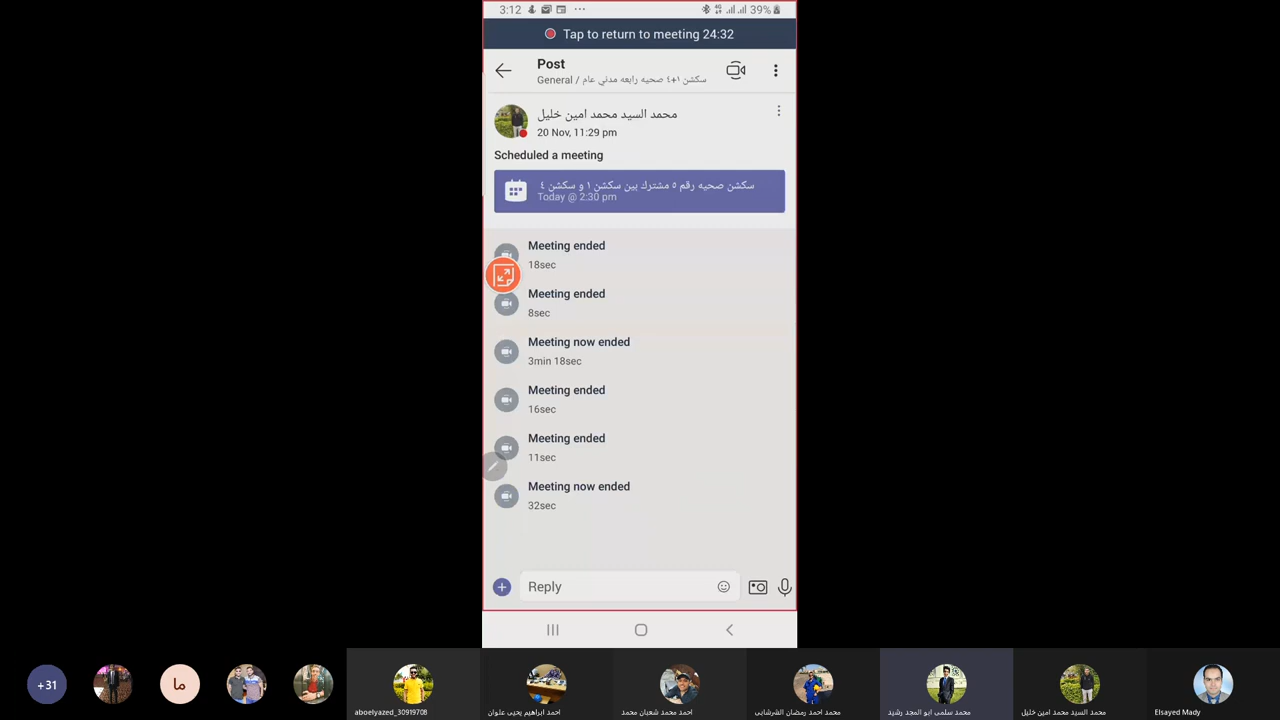 3:12
39%
Tap to return to meeting 24:32
Post
General / سكشن ١+٤ صحيه رابعه مدني عام
محمد السيد محمد امين خليل
20 Nov, 11:29 pm
Scheduled a meeting
سكشن صحيه رقم ٥ مشترك بين سكشن ١ و سكشن ٤
Today @ 2:30 pm
Meeting ended
18sec
Meeting ended
8sec
Meeting now ended
3min 18sec
Meeting ended
16sec
Meeting ended
11sec
Meeting now ended
32sec
Reply
+31
ما
aboelyazed_30919708
احمد ابراهيم يحيى علوان
احمد محمد شعبان محمد
محمد احمد رمضان الشرشابى
محمد سلمى ابو المجد رشيد
محمد السيد محمد امين خليل
Elsayed Mady